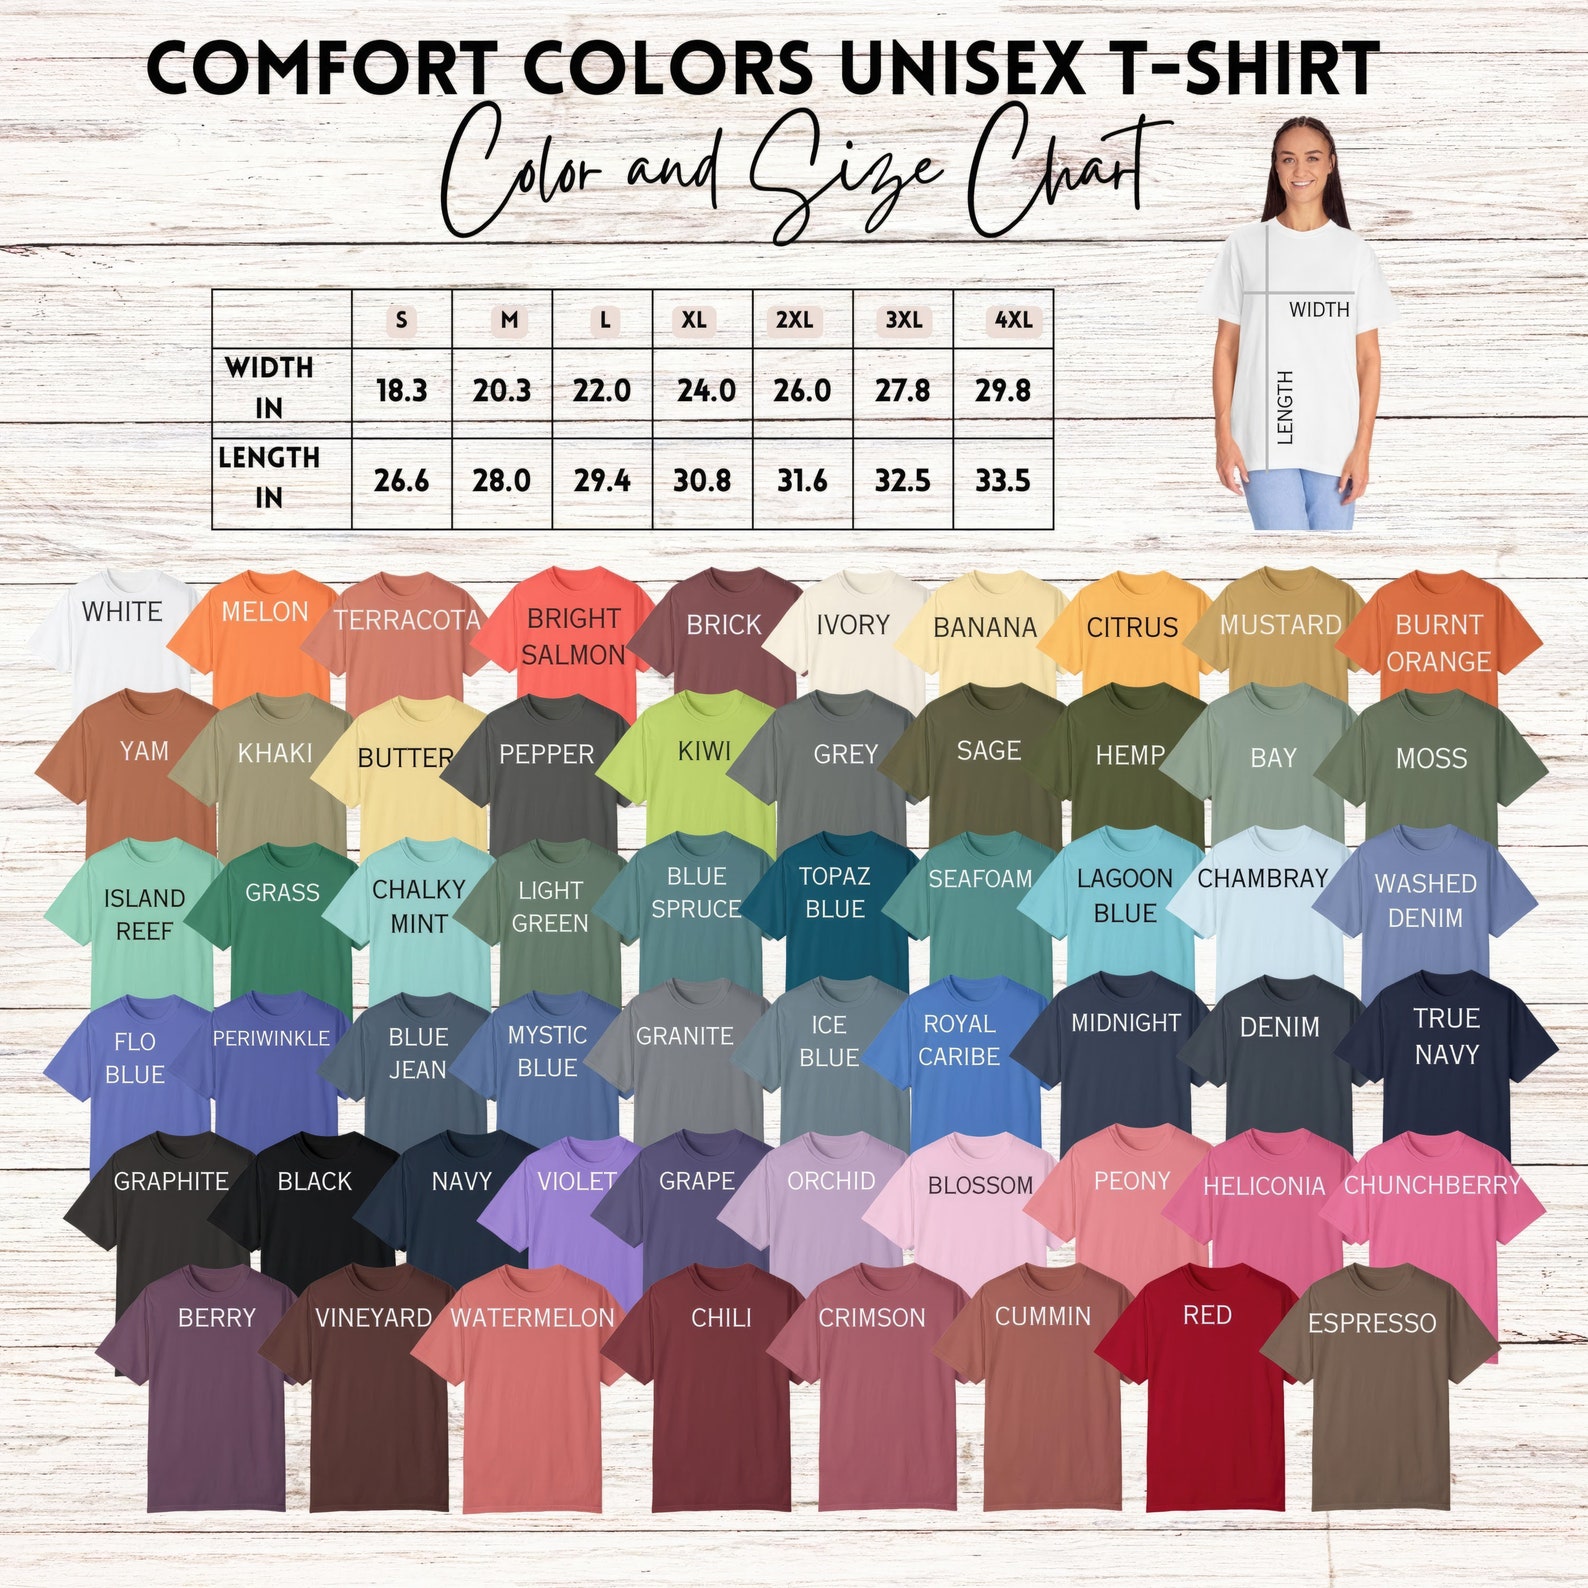 COMFORT COLORS UNISEX T-SHIRT
Color and Size Chart
S M L XL 2XL 3XL 4XL
WIDTH
IN
18.3 20.3 22.0 24.0 26.0 27.8 29.8
LENGTH
IN
26.6 28.0 29.4 30.8 31.6 32.5 33.5
WIDTH
LENGTH
WHITE
MELON
TERRACOTA
BRIGHT
SALMON
BRICK
IVORY
BANANA
CITRUS
MUSTARD
BURNT
ORANGE
YAM
KHAKI
BUTTER
PEPPER
KIWI
GREY
SAGE
HEMP
BAY
MOSS
ISLAND
REEF
GRASS
CHALKY
MINT
LIGHT
GREEN
BLUE
SPRUCE
TOPAZ
BLUE
SEAFOAM
LAGOON
BLUE
CHAMBRAY
WASHED
DENIM
FLO
BLUE
PERIWINKLE
BLUE
JEAN
MYSTIC
BLUE
GRANITE
ICE
BLUE
ROYAL
CARIBE
MIDNIGHT
DENIM
TRUE
NAVY
GRAPHITE
BLACK
NAVY
VIOLET
GRAPE
ORCHID
BLOSSOM
PEONY
HELICONIA
CHUNCHBERRY
BERRY
VINEYARD
WATERMELON
CHILI
CRIMSON
CUMMIN
RED
ESPRESSO